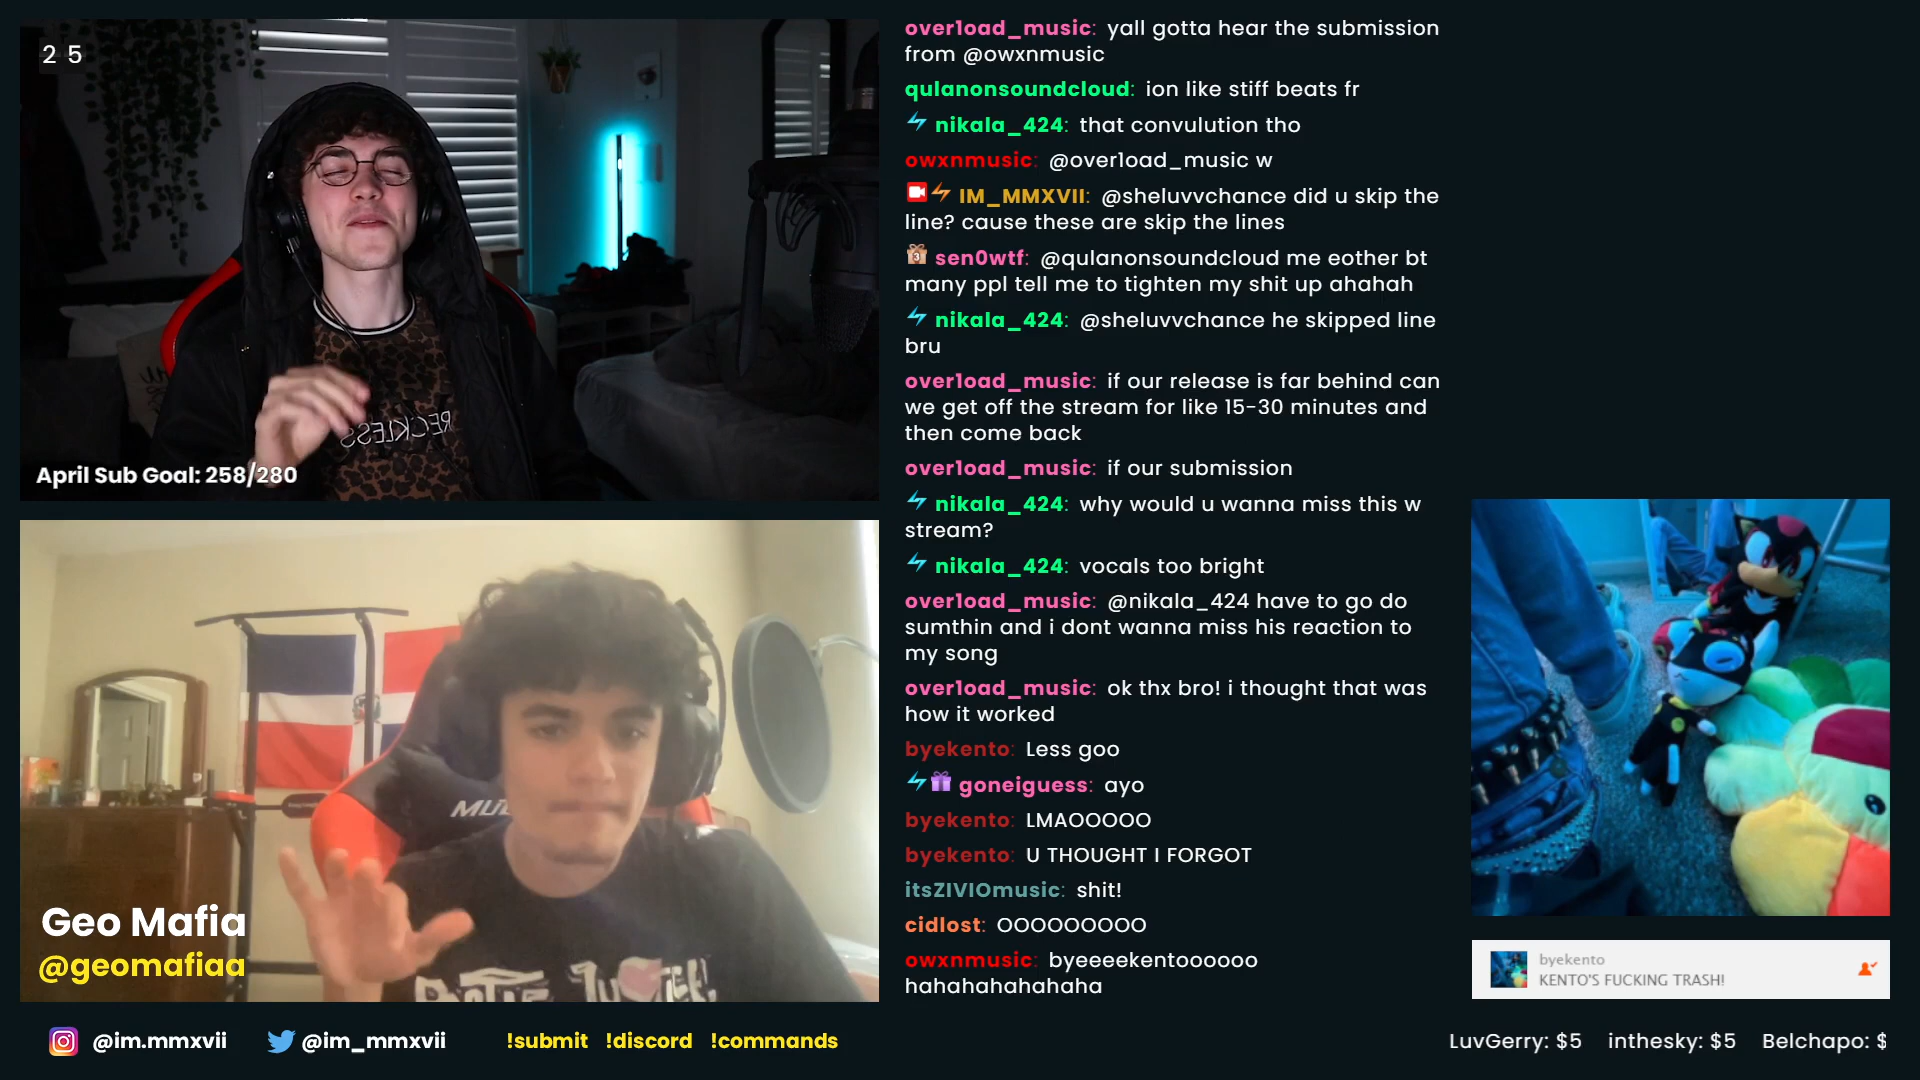 2 5
RECKLESS
April Sub Goal: 258/280
Geo Mafia
@geomafiaa
over1oad_music: yall gotta hear the submission
from @owxnmusic
qulanonsoundcloud: ion like stiff beats fr
nikala_424: that convulution tho
owxnmusic: @over1oad_music w
IM_MMXVII: @sheluvvchance did u skip the
line? cause these are skip the lines
sen0wtf: @qulanonsoundcloud me eother bt
many ppl tell me to tighten my shit up ahahah
nikala_424: @sheluvvchance he skipped line
bru
over1oad_music: if our release is far behind can
we get off the stream for like 15-30 minutes and
then come back
over1oad_music: if our submission
nikala_424: why would u wanna miss this w
stream?
nikala_424: vocals too bright
over1oad_music: @nikala_424 have to go do
sumthin and i dont wanna miss his reaction to
my song
over1oad_music: ok thx bro! i thought that was
how it worked
byekento: Less goo
goneiguess: ayo
byekento: LMAOOOOO
byekento: U THOUGHT I FORGOT
itsZIVIOmusic: shit!
cidlost: OOOOOOOOO
owxnmusic: byeeeekentoooooo
hahahahahahaha
byekento
KENTO'S FUCKING TRASH!
@im.mmxvii @im_mmxvii !submit !discord !commands
LuvGerry: $5 inthesky: $5 Belchapo: $